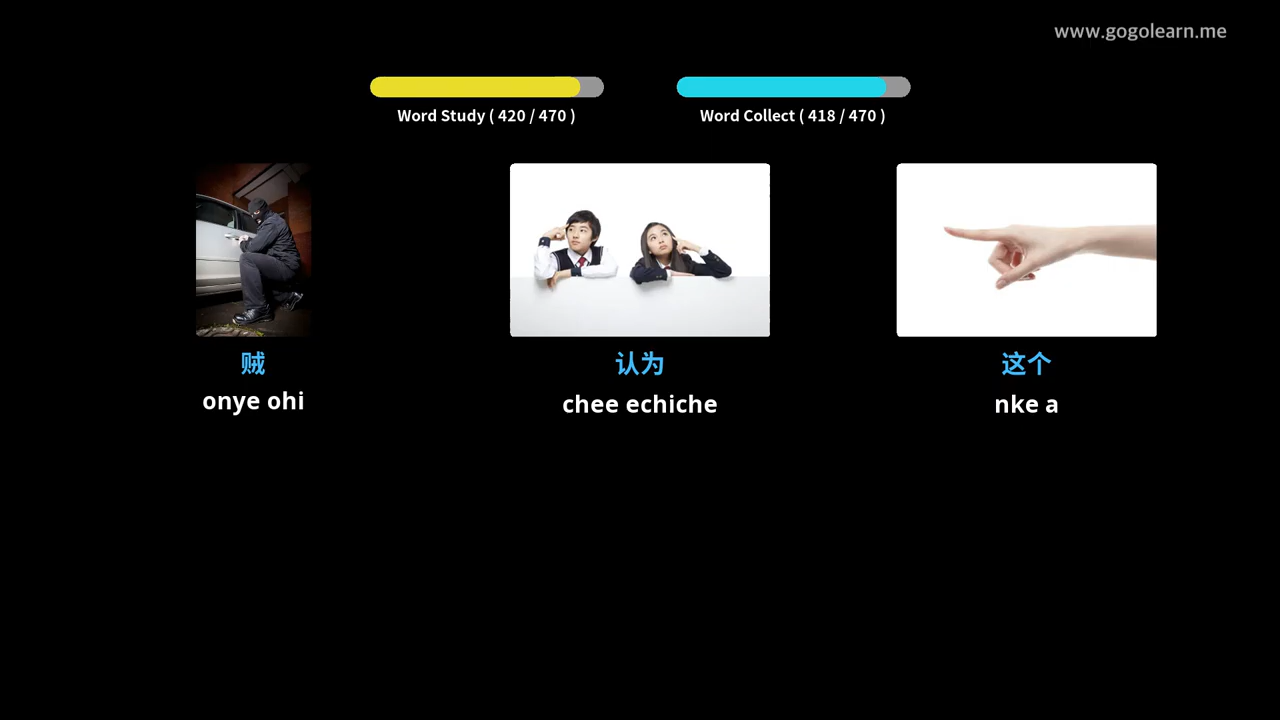 www.gogolearn.me
Word Study ( 420 / 470 )
Word Collect ( 418 / 470 )
贼
认为
这个
onye ohi
chee echiche
nke a